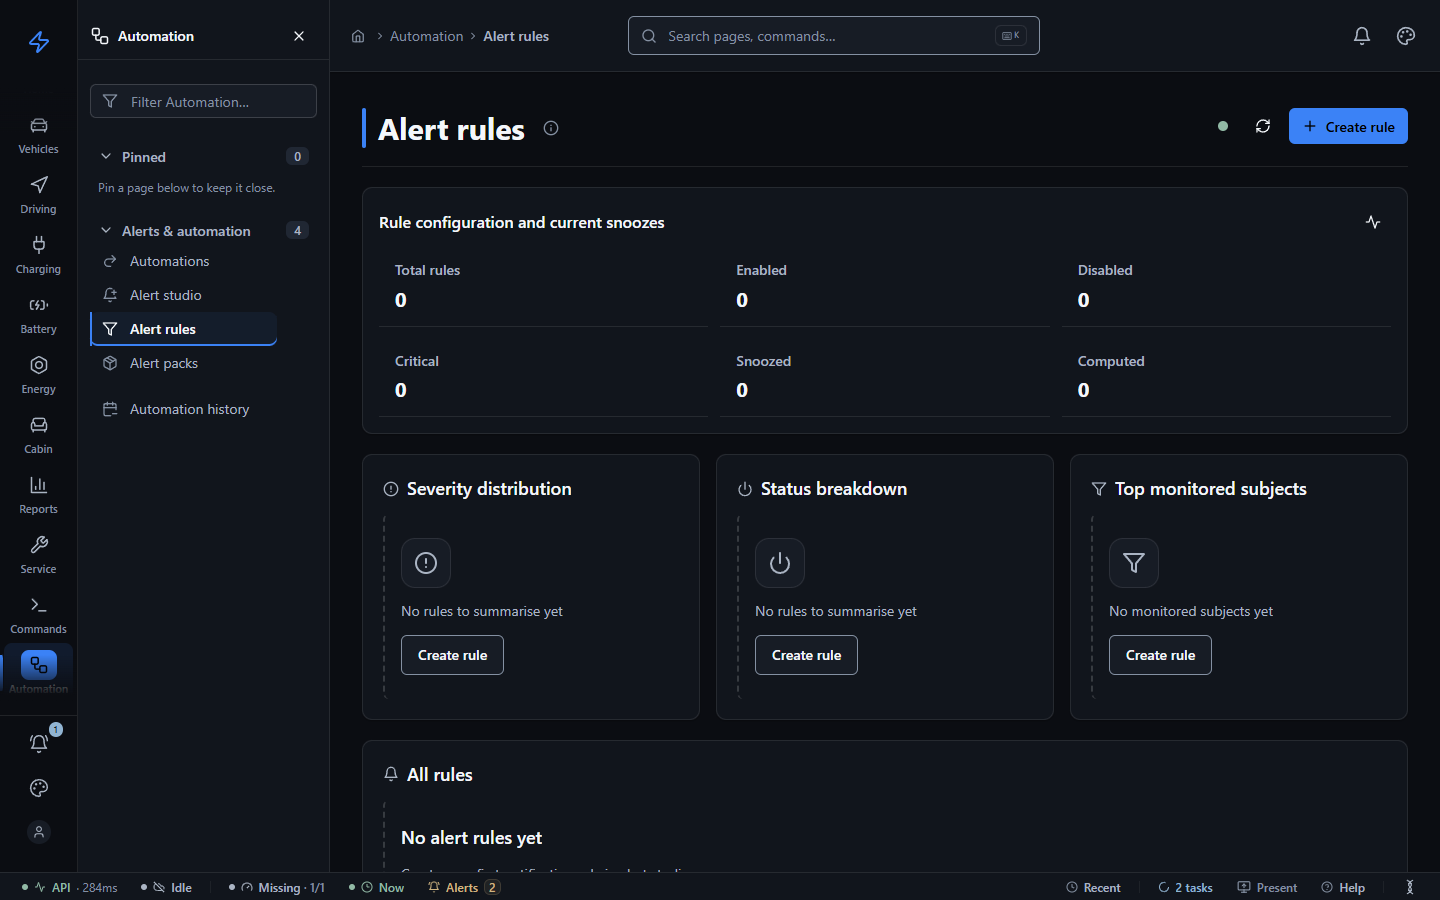 Vehicles
Driving
Charging
Battery
Energy
Cabin
Reports
Service
Commands
Automation
1
Automation
Filter Automation...
Pinned
0
Pin a page below to keep it close.
Alerts & automation
4
Automations
Alert studio
Alert rules
Alert packs
Automation history
Automation
Alert rules
Search pages, commands...
K
Alert rules
Create rule
Rule configuration and current snoozes
Total rules
0
Enabled
0
Disabled
0
Critical
0
Snoozed
0
Computed
0
Severity distribution
No rules to summarise yet
Create rule
Status breakdown
No rules to summarise yet
Create rule
Top monitored subjects
No monitored subjects yet
Create rule
All rules
No alert rules yet
API · 284ms
Idle
Missing · 1/1
Now
Alerts 2
Recent
2 tasks
Present
Help